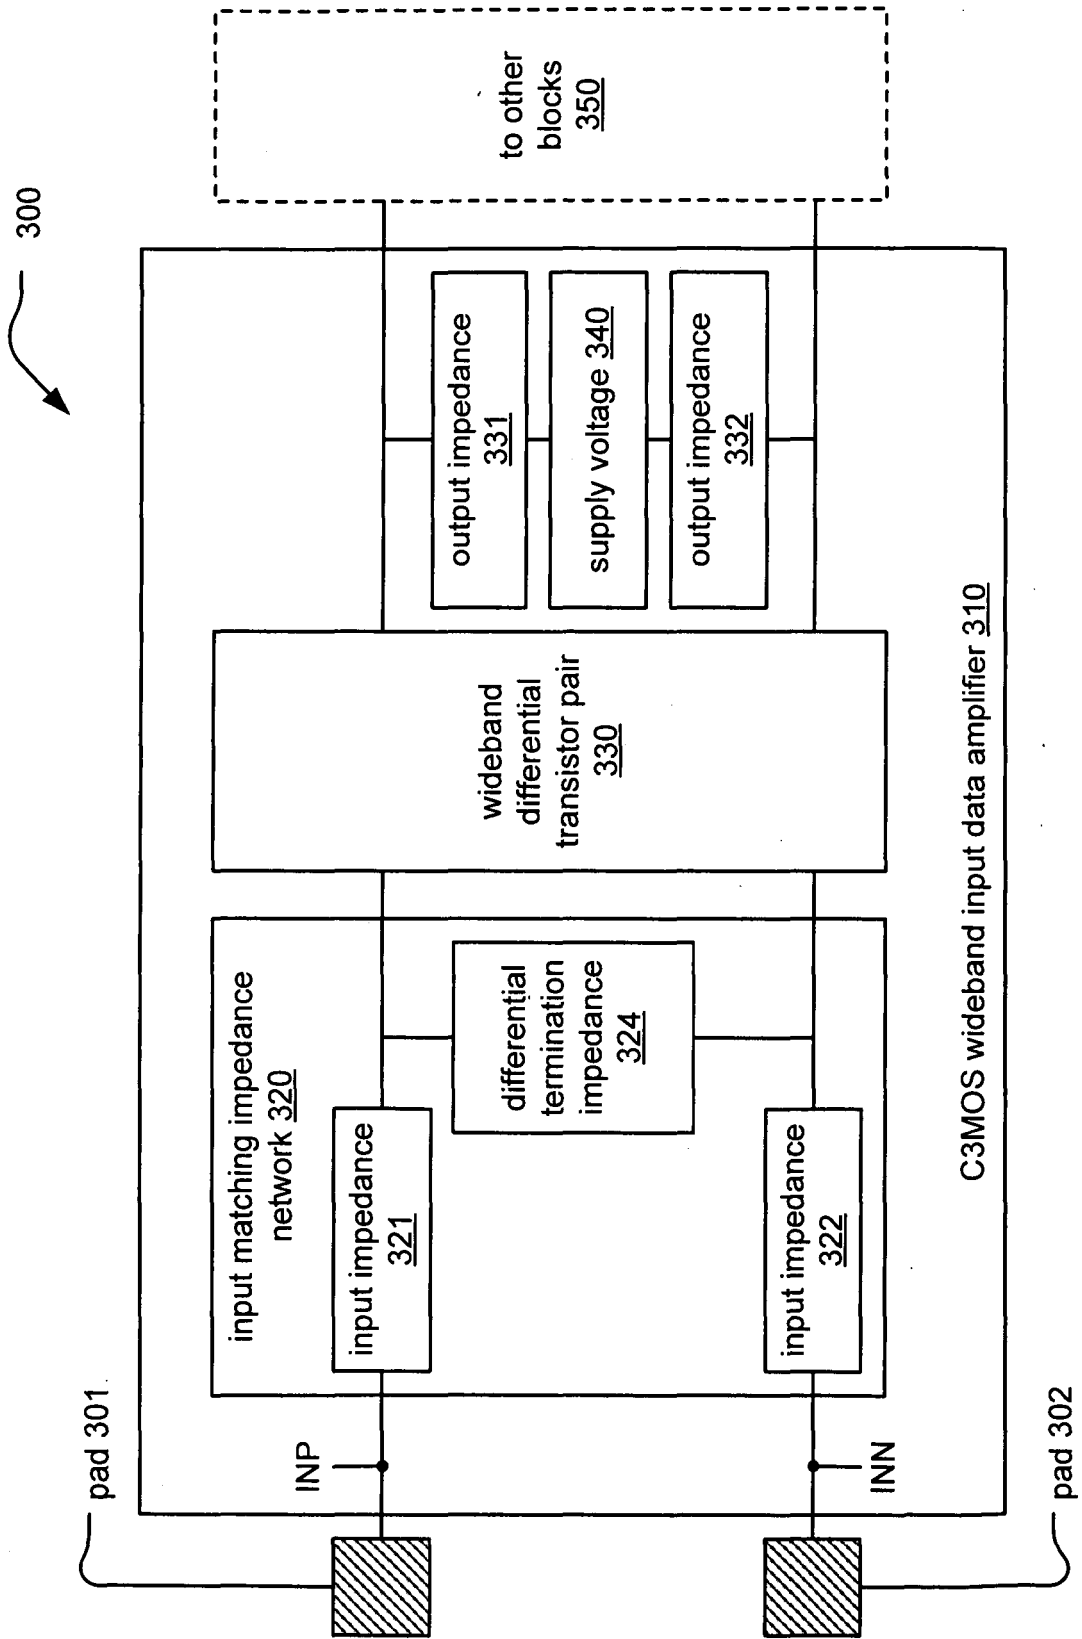 300
pad 301
INP
input matching impedance
network 320
input impedance
321
differential
termination
impedance
324
input impedance
322
INN
pad 302
wideband
differential
transistor pair
330
output impedance
331
supply voltage 340
output impedance
332
to other
blocks
350
C3MOS wideband input data amplifier 310